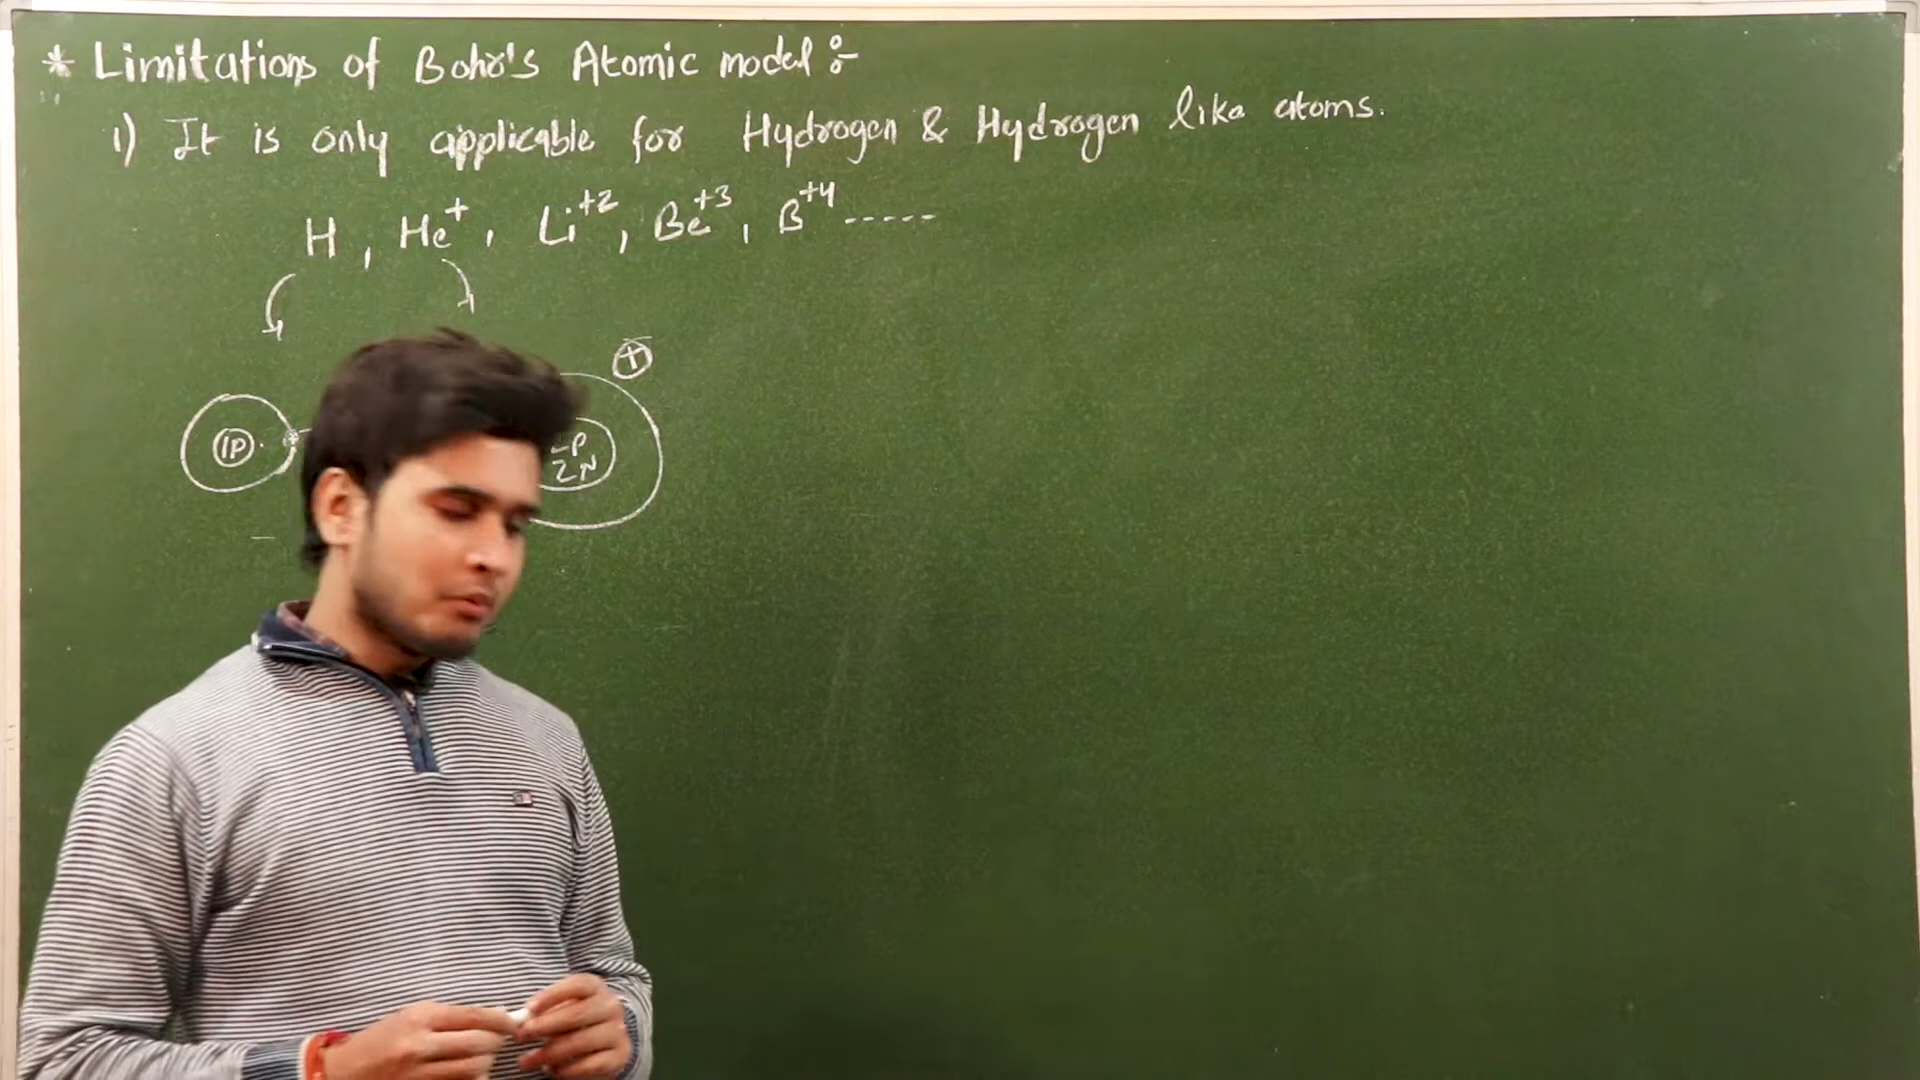 * Limitations of Bohr's Atomic model :-
1) It is only applicable for Hydrogen & Hydrogen like atoms.
H, He⁺, Li⁺², Be⁺³, B⁺⁴ -----
+
1P
P
2N